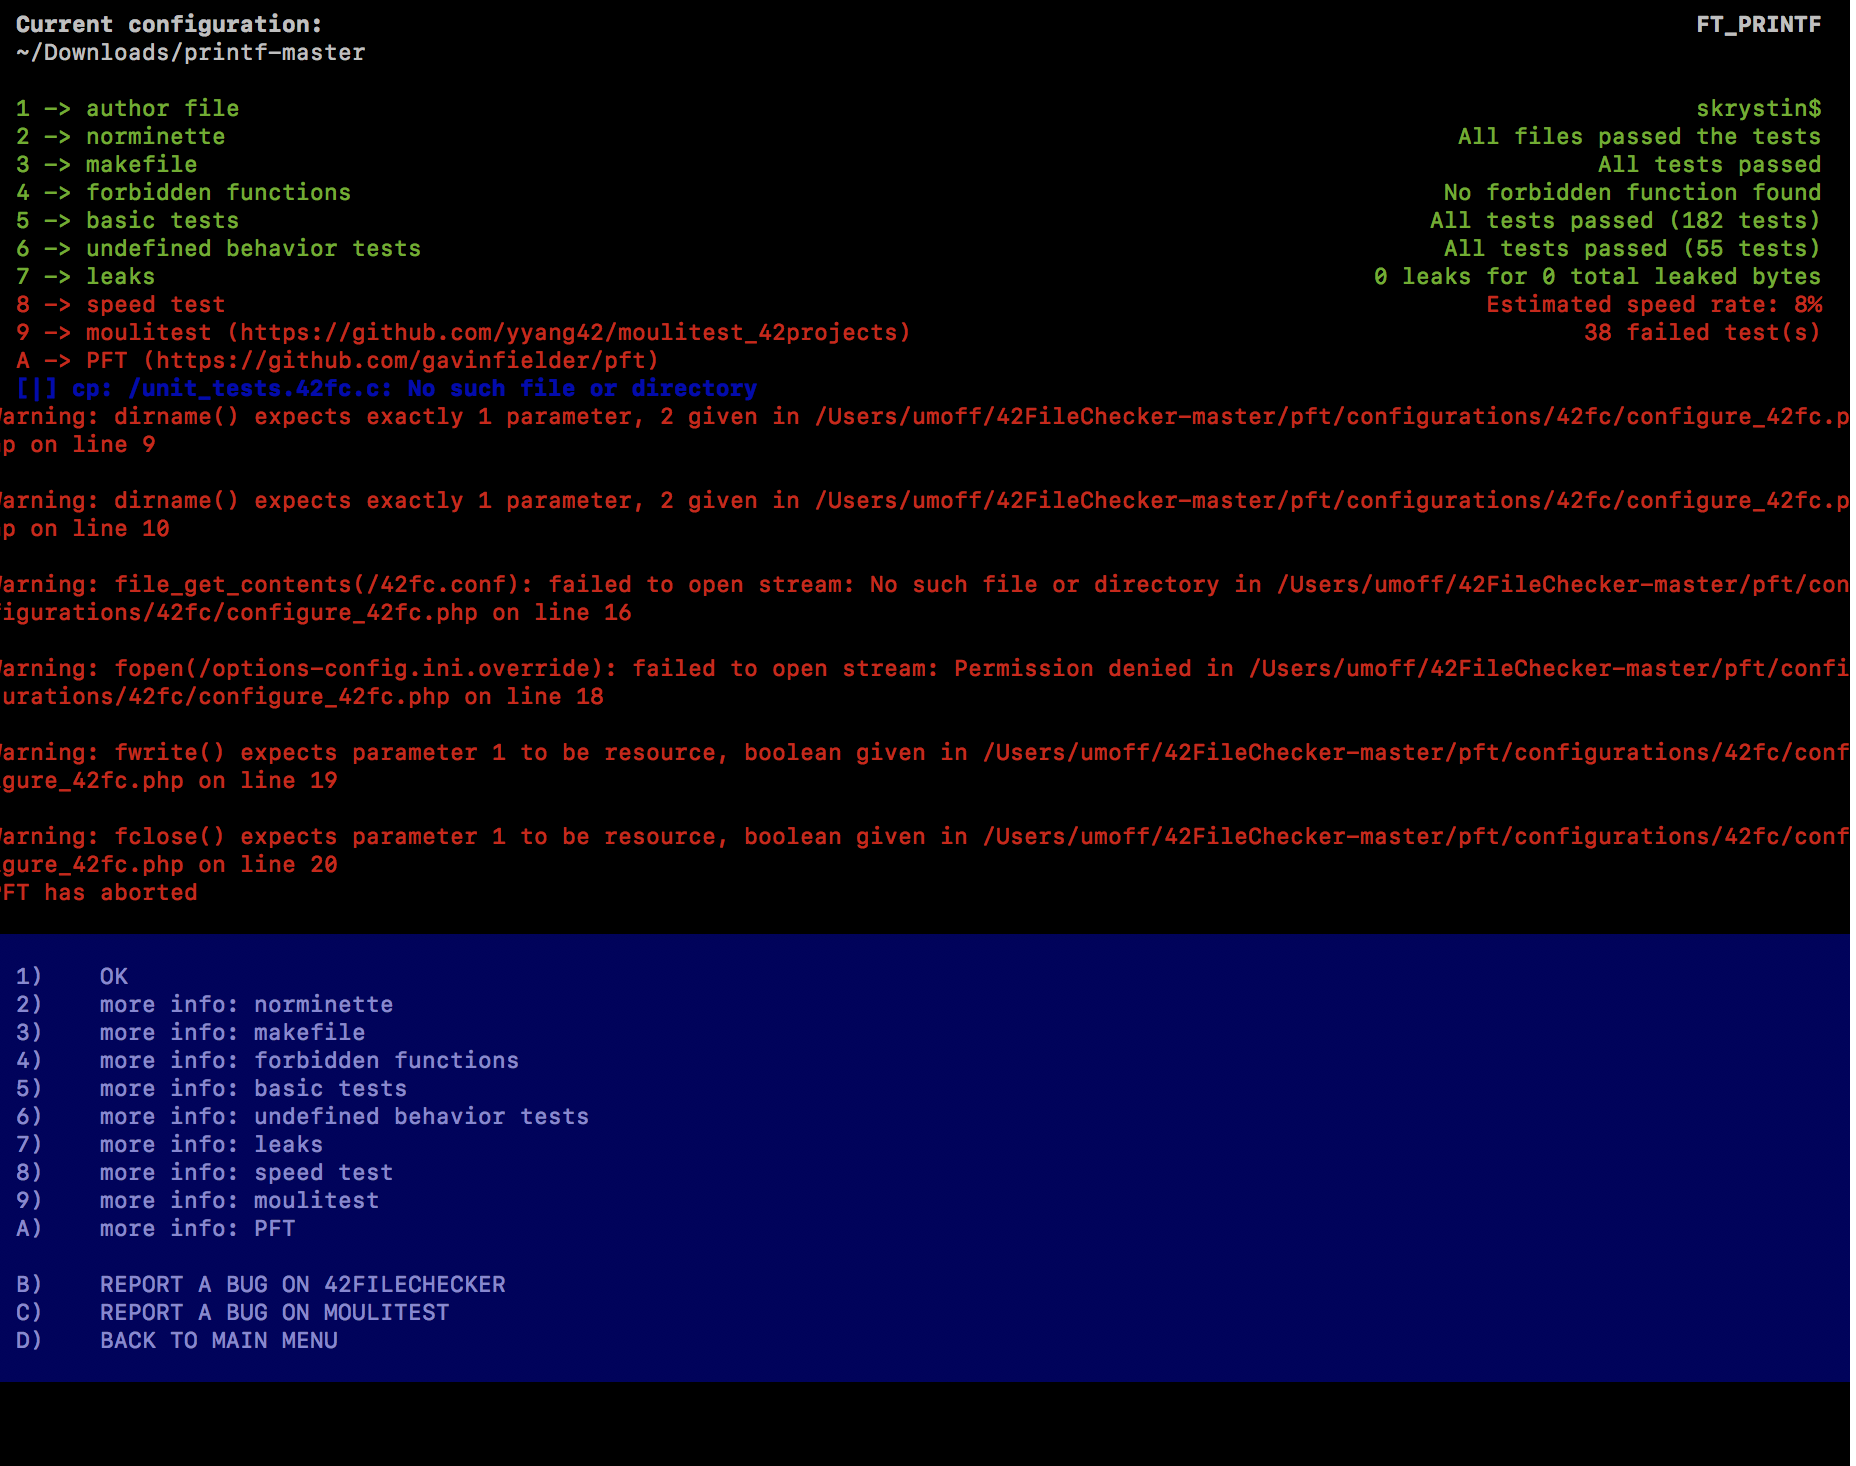 Current configuration: FT_PRINTF
~/Downloads/printf-master
1 -> author file skrystin$
2 -> norminette All files passed the tests
3 -> makefile All tests passed
4 -> forbidden functions No forbidden function found
5 -> basic tests All tests passed (182 tests)
6 -> undefined behavior tests All tests passed (55 tests)
7 -> leaks 0 leaks for 0 total leaked bytes
8 -> speed test Estimated speed rate: 8%
9 -> moulitest (https://github.com/yyang42/moulitest_42projects) 38 failed test(s)
A -> PFT (https://github.com/gavinfielder/pft)
[|] cp: /unit_tests.42fc.c: No such file or directory
Warning: dirname() expects exactly 1 parameter, 2 given in /Users/umoff/42FileChecker-master/pft/configurations/42fc/configure_42fc.p
hp on line 9
Warning: dirname() expects exactly 1 parameter, 2 given in /Users/umoff/42FileChecker-master/pft/configurations/42fc/configure_42fc.p
hp on line 10
Warning: file_get_contents(/42fc.conf): failed to open stream: No such file or directory in /Users/umoff/42FileChecker-master/pft/con
figurations/42fc/configure_42fc.php on line 16
Warning: fopen(/options-config.ini.override): failed to open stream: Permission denied in /Users/umoff/42FileChecker-master/pft/confi
gurations/42fc/configure_42fc.php on line 18
Warning: fwrite() expects parameter 1 to be resource, boolean given in /Users/umoff/42FileChecker-master/pft/configurations/42fc/conf
igure_42fc.php on line 19
Warning: fclose() expects parameter 1 to be resource, boolean given in /Users/umoff/42FileChecker-master/pft/configurations/42fc/conf
igure_42fc.php on line 20
PFT has aborted
1) OK
2) more info: norminette
3) more info: makefile
4) more info: forbidden functions
5) more info: basic tests
6) more info: undefined behavior tests
7) more info: leaks
8) more info: speed test
9) more info: moulitest
A) more info: PFT
B) REPORT A BUG ON 42FILECHECKER
C) REPORT A BUG ON MOULITEST
D) BACK TO MAIN MENU